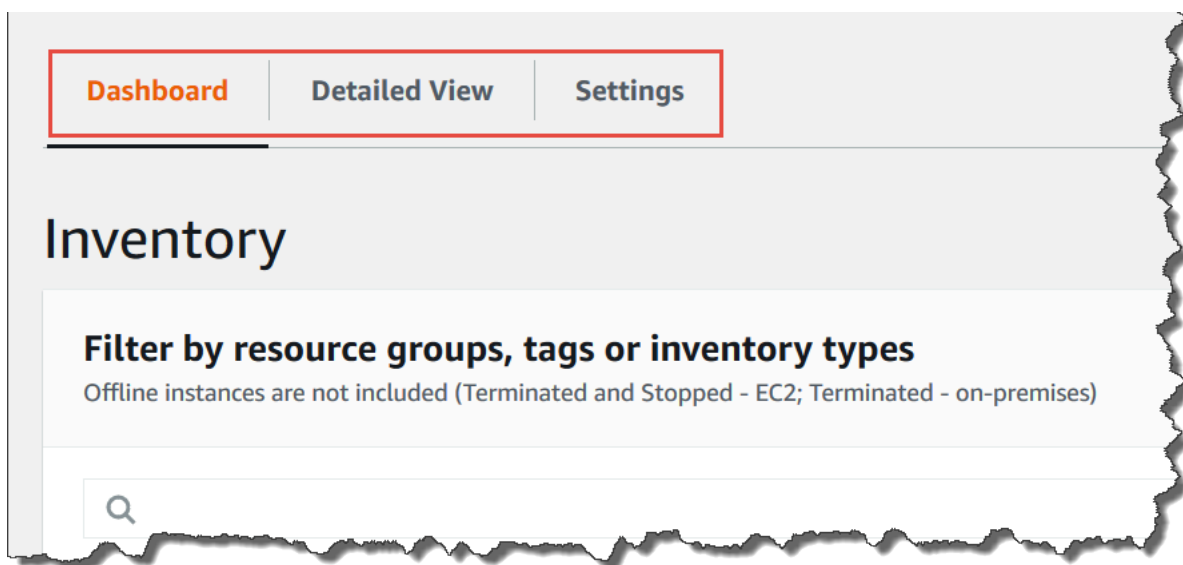 Dashboard Detailed View Settings
Inventory
Filter by resource groups, tags or inventory types
Offline instances are not included (Terminated and Stopped - EC2; Terminated - on-premises)